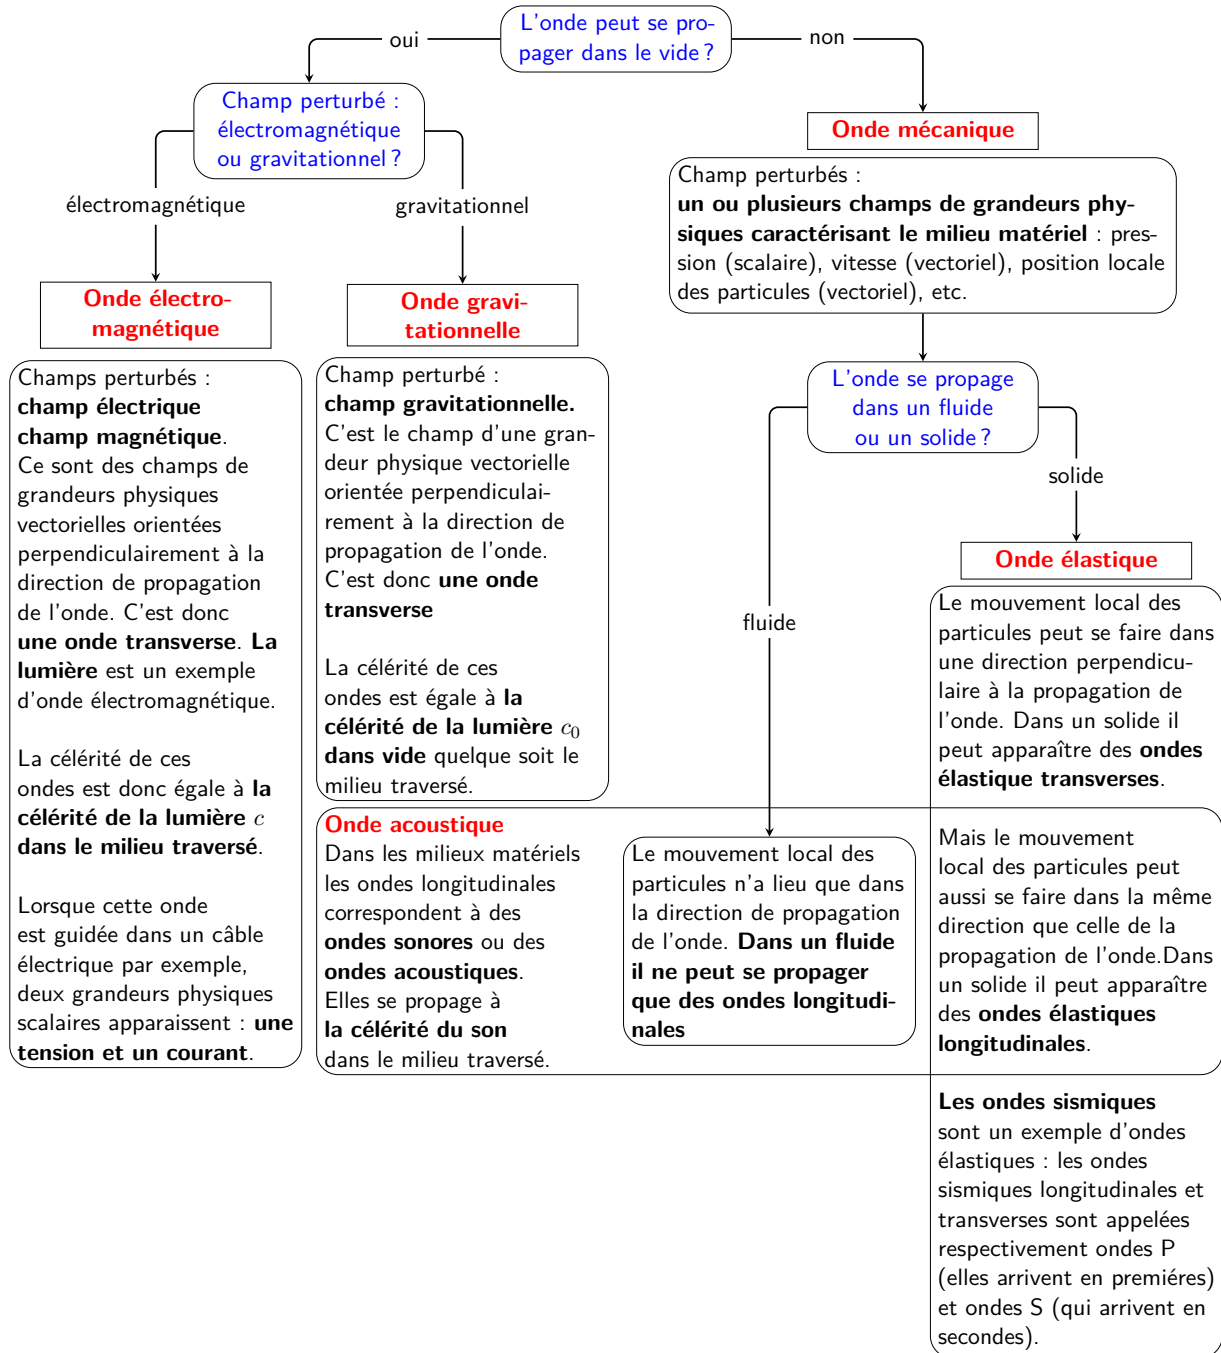 L'onde peut se pro-
pager dans le vide ?
oui
non
Champ perturbé :
électromagnétique
ou gravitationnel ?
électromagnétique
gravitationnel
Onde électro-
magnétique
Champs perturbés :
champ électrique
champ magnétique.
Ce sont des champs de
grandeurs physiques
vectorielles orientées
perpendiculairement à la
direction de propagation
de l'onde. C'est donc
une onde transverse. La
lumière est un exemple
d'onde électromagnétique.
La célérité de ces
ondes est donc égale à la
célérité de la lumière c
dans le milieu traversé.
Lorsque cette onde
est guidée dans un câble
électrique par exemple,
deux grandeurs physiques
scalaires apparaissent : une
tension et un courant.
Onde gravi-
tationnelle
Champ perturbé :
champ gravitationnelle.
C'est le champ d'une gran-
deur physique vectorielle
orientée perpendiculai-
rement à la direction de
propagation de l'onde.
C'est donc une onde
transverse
La célérité de ces
ondes est égale à la
célérité de la lumière c₀
dans vide quelque soit le
milieu traversé.
Onde mécanique
Champ perturbés :
un ou plusieurs champs de grandeurs phy-
siques caractérisant le milieu matériel : pres-
sion (scalaire), vitesse (vectoriel), position locale
des particules (vectoriel), etc.
L'onde se propage
dans un fluide
ou un solide ?
fluide
solide
Onde élastique
Le mouvement local des
particules peut se faire dans
une direction perpendicu-
laire à la propagation de
l'onde. Dans un solide il
peut apparaître des ondes
élastique transverses.
Onde acoustique
Dans les milieux matériels
les ondes longitudinales
correspondent à des
ondes sonores ou des
ondes acoustiques.
Elles se propage à
la célérité du son
dans le milieu traversé.
Le mouvement local des
particules n'a lieu que dans
la direction de propagation
de l'onde. Dans un fluide
il ne peut se propager
que des ondes longitudi-
nales
Mais le mouvement
local des particules peut
aussi se faire dans la même
direction que celle de la
propagation de l'onde.Dans
un solide il peut apparaître
des ondes élastiques
longitudinales.
Les ondes sismiques
sont un exemple d'ondes
élastiques : les ondes
sismiques longitudinales et
transverses sont appelées
respectivement ondes P
(elles arrivent en premiéres)
et ondes S (qui arrivent en
secondes).